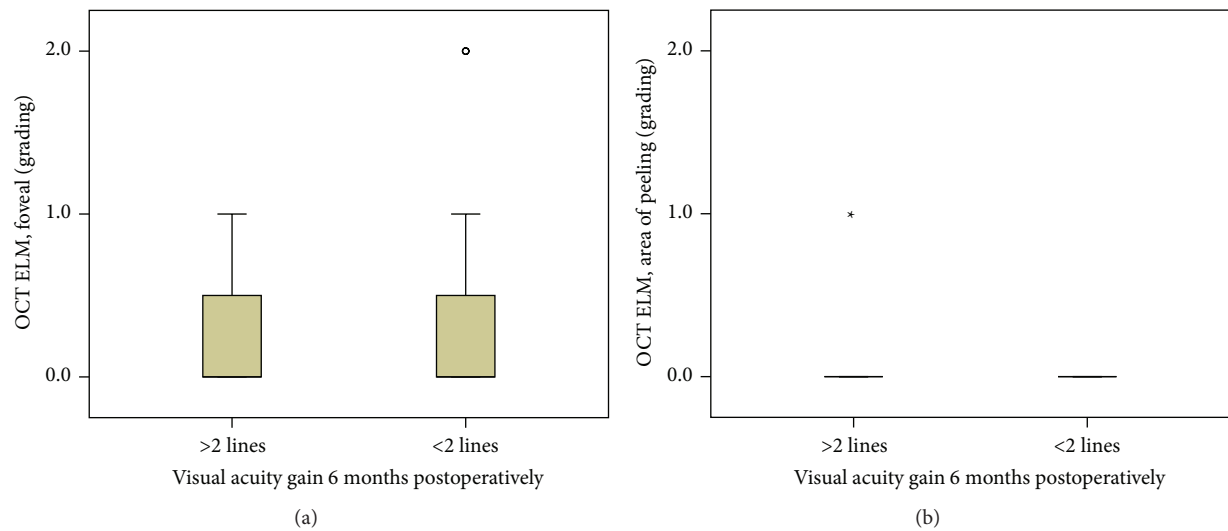 OCT ELM, foveal (grading)
2.0
1.0
0.0
>2 lines
<2 lines
Visual acuity gain 6 months postoperatively
(a)
OCT ELM, area of peeling (grading)
2.0
1.0
0.0
>2 lines
<2 lines
Visual acuity gain 6 months postoperatively
(b)